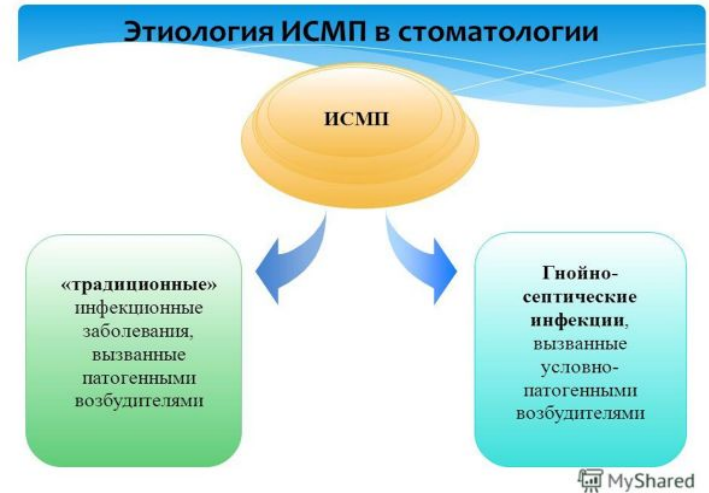 Этиология ИСМП в стоматологии
ИСМП
«традиционные»
инфекционные
заболевания,
вызванные
патогенными
возбудителями
Гнойно-
септические
инфекции,
вызванные
условно-
патогенными
возбудителями
MyShared